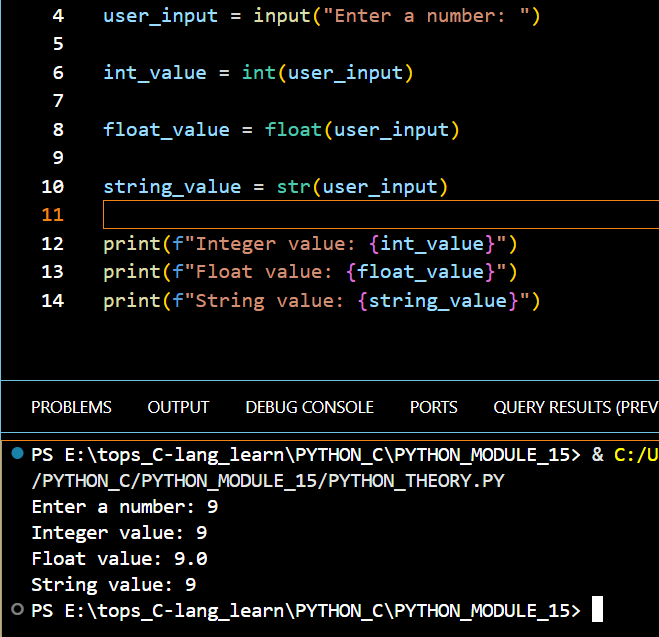 4 user_input = input("Enter a number: ")
5
6 int_value = int(user_input)
7
8 float_value = float(user_input)
9
10 string_value = str(user_input)
11
12 print(f"Integer value: {int_value}")
13 print(f"Float value: {float_value}")
14 print(f"String value: {string_value}")
PROBLEMS OUTPUT DEBUG CONSOLE PORTS QUERY RESULTS (PREV
PS E:\tops_C-lang_learn\PYTHON_C\PYTHON_MODULE_15> & C:/U
/PYTHON_C/PYTHON_MODULE_15/PYTHON_THEORY.PY
Enter a number: 9
Integer value: 9
Float value: 9.0
String value: 9
PS E:\tops_C-lang_learn\PYTHON_C\PYTHON_MODULE_15>